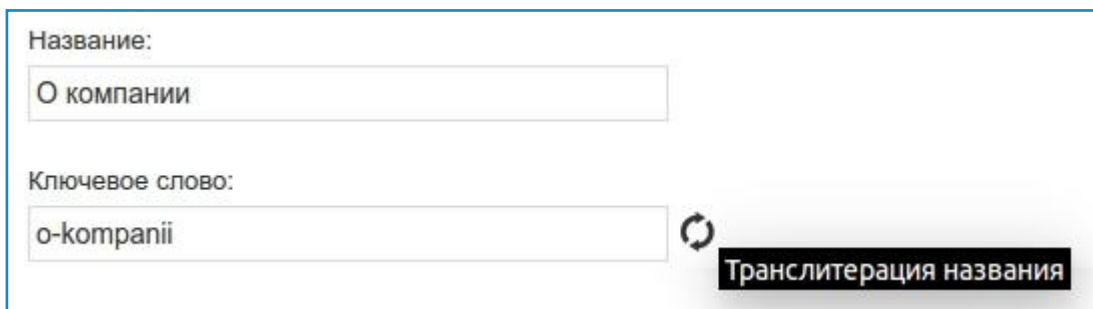 Название:
О компании
Ключевое слово:
o-kompanii
Транслитерация названия